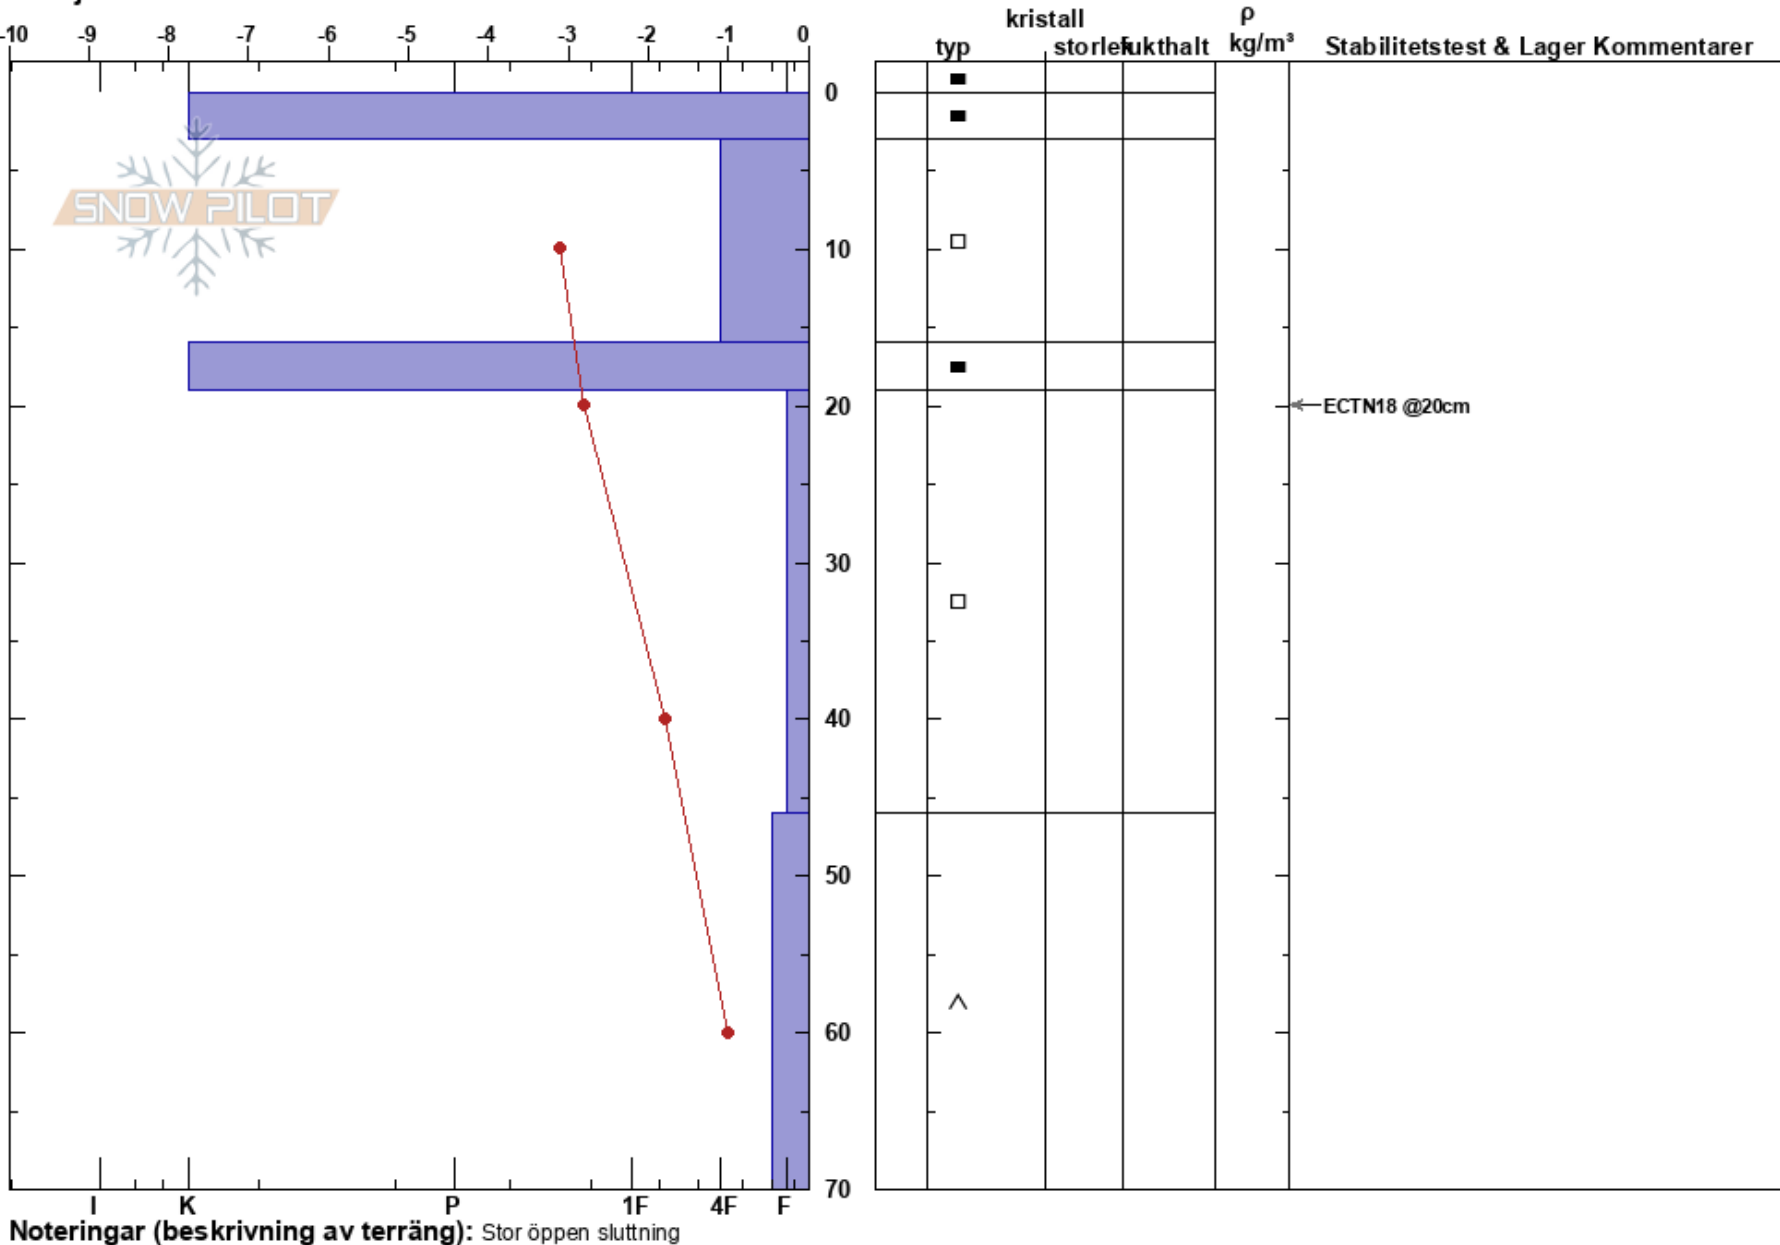 kristall ρ
-10 -9 -8 -7 -6 -5 -4 -3 -2 -1 0
typ storlek fukthalt kg/m³ Stabilitetstest & Lager Kommentarer
0
SNOW PILOT
10
20 ECTN18 @20cm
30
40
50
60
70
I K P 1F 4F F
Noteringar (beskrivning av terräng): Stor öppen sluttning